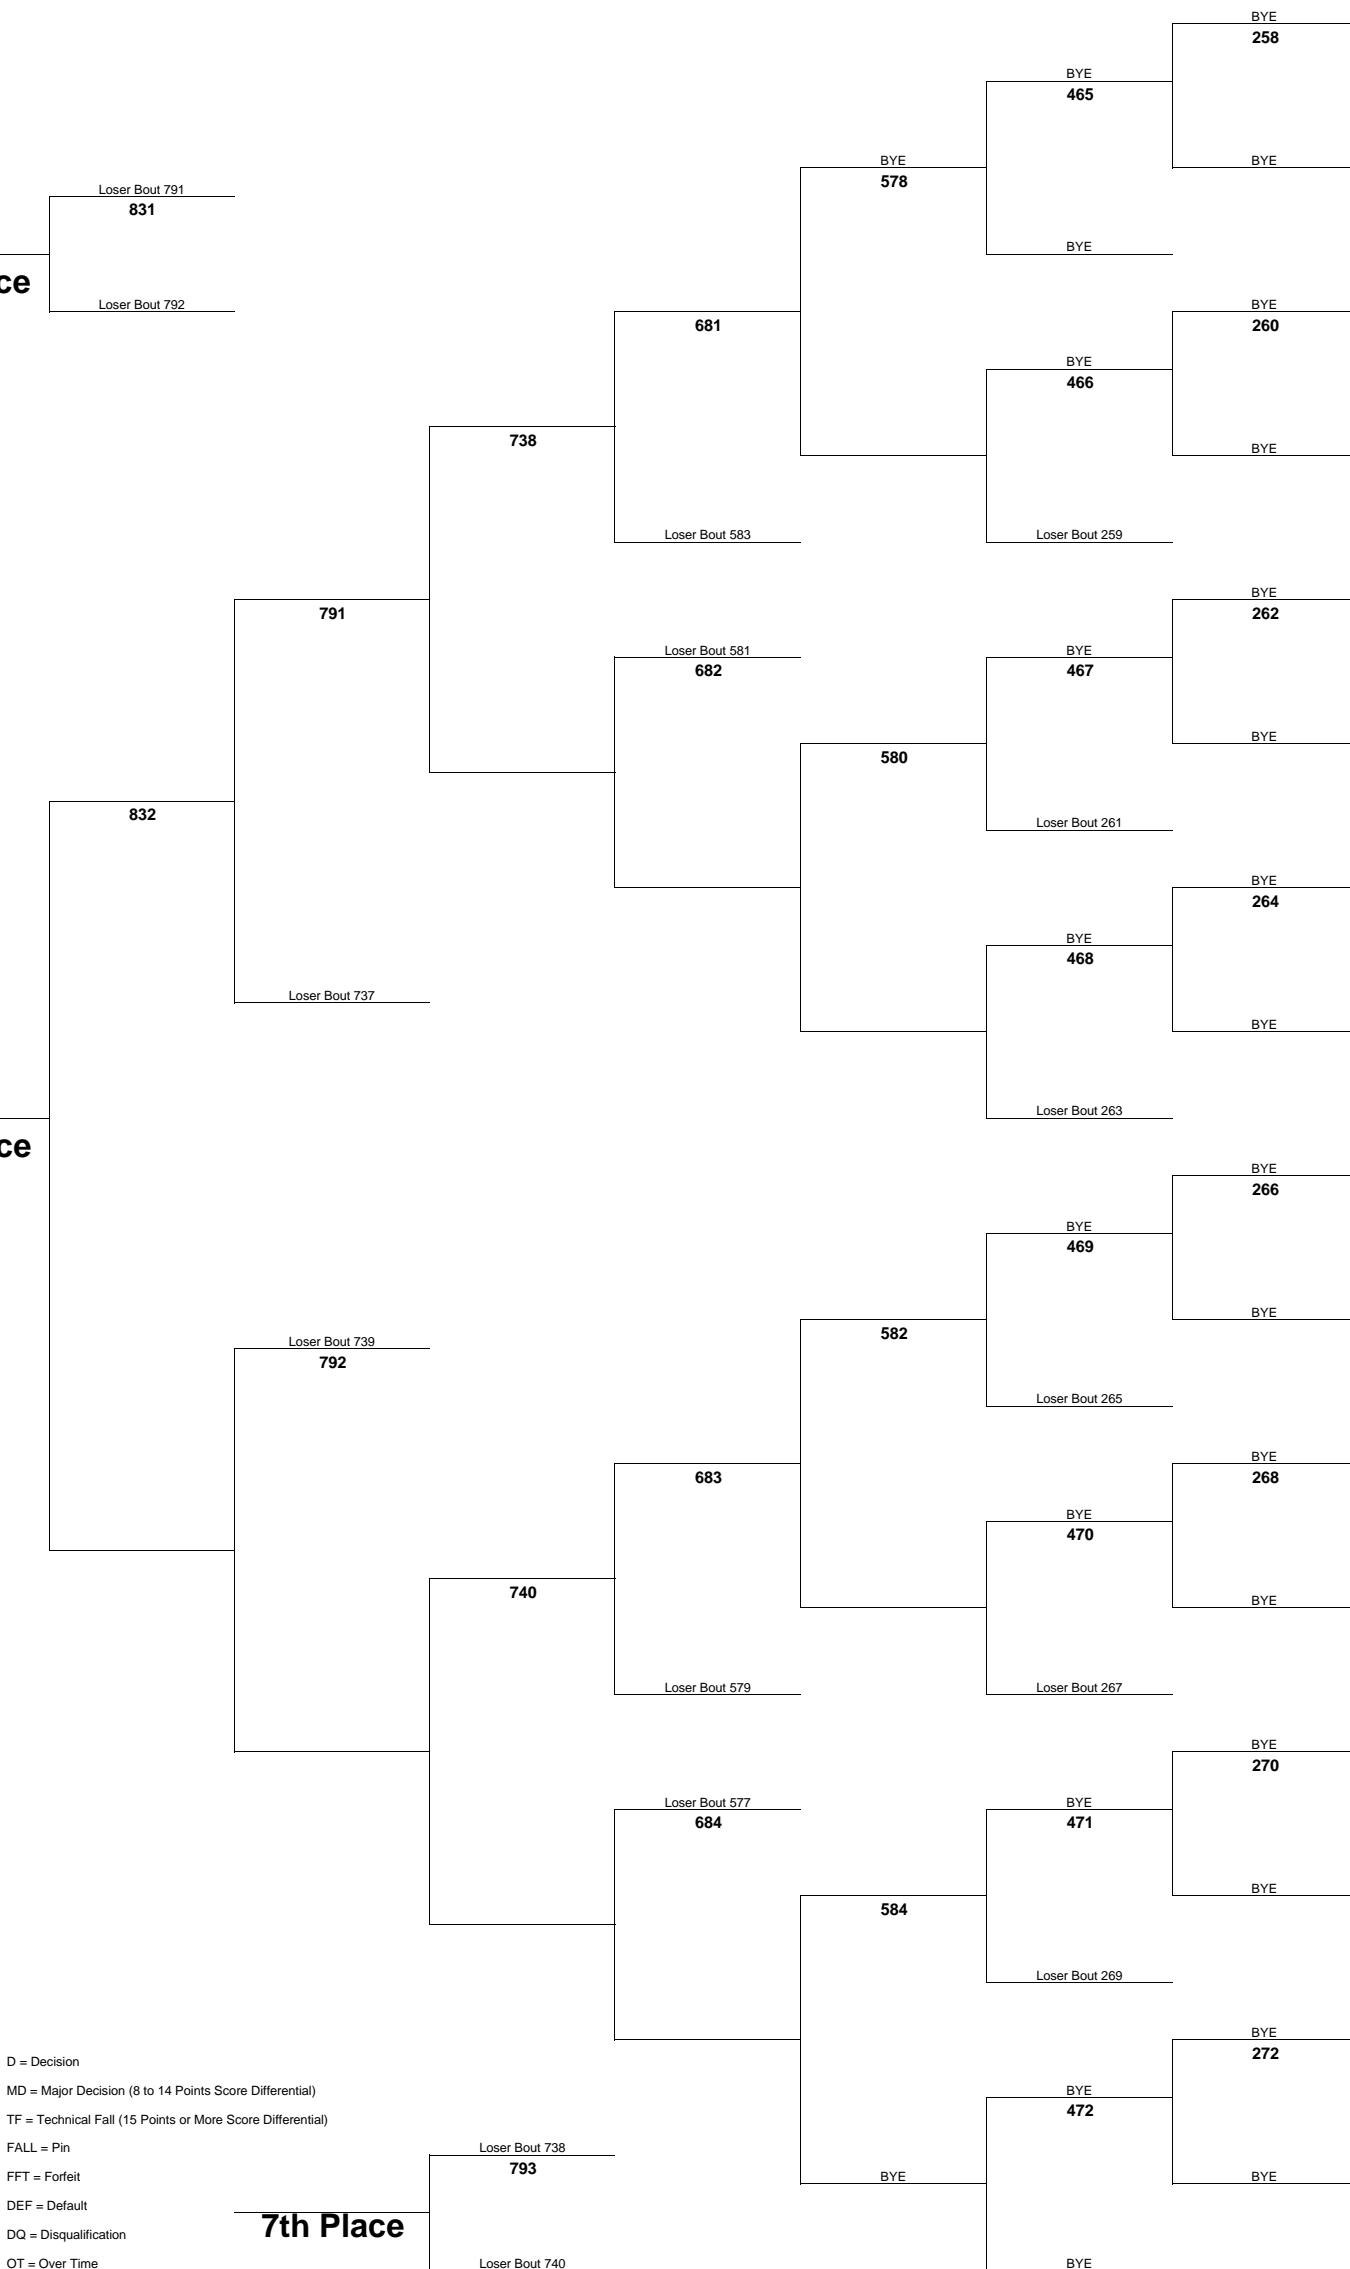 BYE
258
BYE
465
BYE
BYE
578
Loser Bout 791
831
BYE
ce
Loser Bout 792
681
BYE
260
BYE
466
738
BYE
Loser Bout 583
Loser Bout 259
BYE
262
791
Loser Bout 581
682
BYE
467
BYE
580
832
Loser Bout 261
BYE
264
BYE
468
Loser Bout 737
BYE
Loser Bout 263
ce
BYE
266
BYE
469
BYE
582
Loser Bout 739
792
Loser Bout 265
683
BYE
268
BYE
470
740
BYE
Loser Bout 579
Loser Bout 267
BYE
270
Loser Bout 577
684
BYE
471
BYE
584
Loser Bout 269
BYE
272
D = Decision
MD = Major Decision (8 to 14 Points Score Differential)
BYE
472
TF = Technical Fall (15 Points or More Score Differential)
FALL = Pin
Loser Bout 738
793
FFT = Forfeit
BYE
BYE
DEF = Default
7th Place
DQ = Disqualification
OT = Over Time
Loser Bout 740
BYE